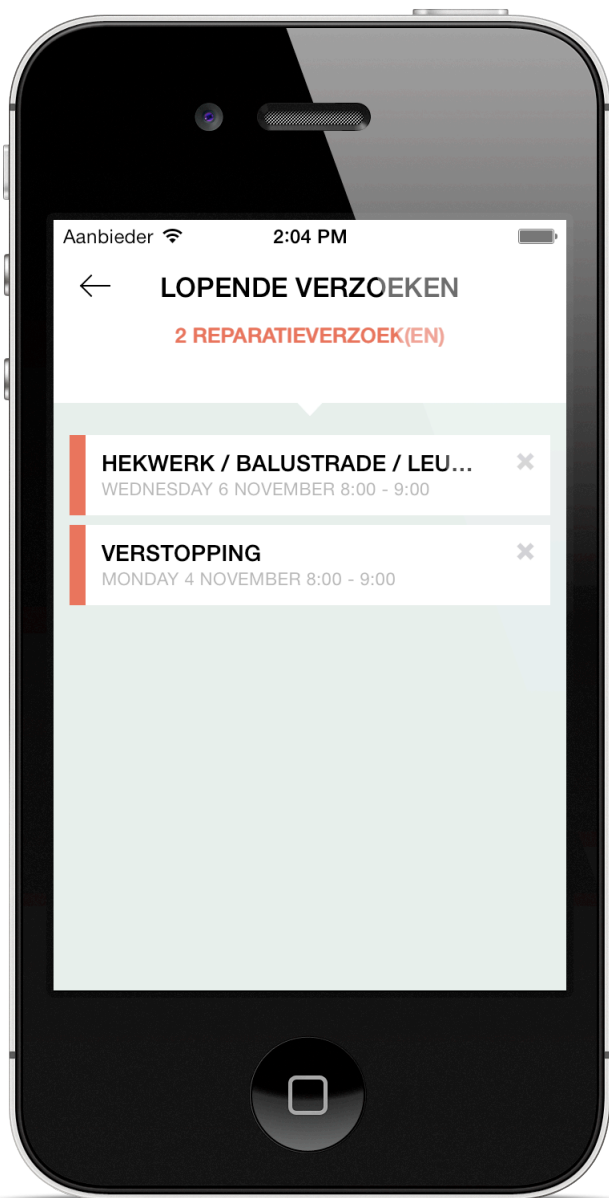 Aanbieder 2:04 PM
LOPENDE VERZOEKEN
2 REPARATIEVERZOEK(EN)
HEKWERK / BALUSTRADE / LEU...
WEDNESDAY 6 NOVEMBER 8:00 - 9:00
VERSTOPPING
MONDAY 4 NOVEMBER 8:00 - 9:00